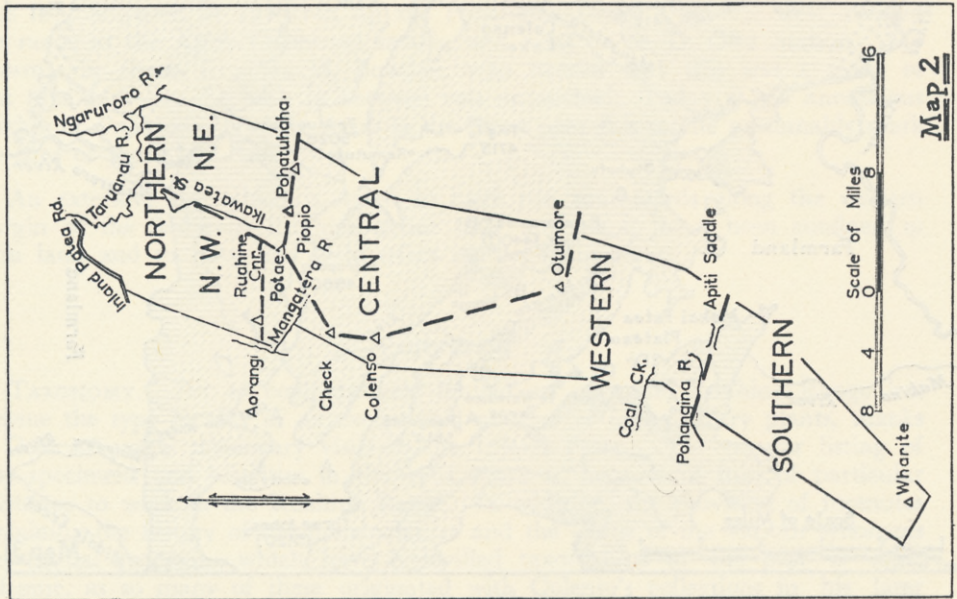 Ngaruroro R.
Taruarau R.
Inland Patea Rd.
NORTHERN
N.W. N.E.
Ikawatea St.
Ruahine Cnr.
Aorangi
Potae
Pohatuhaha.
Piopio
Mangatera R
Check
Colenso
CENTRAL
Otumore
WESTERN
Coal Ck.
Pohangina R.
Apiti Saddle
SOUTHERN
Wharite
Scale of Miles
8 4 0 8 16
Map 2